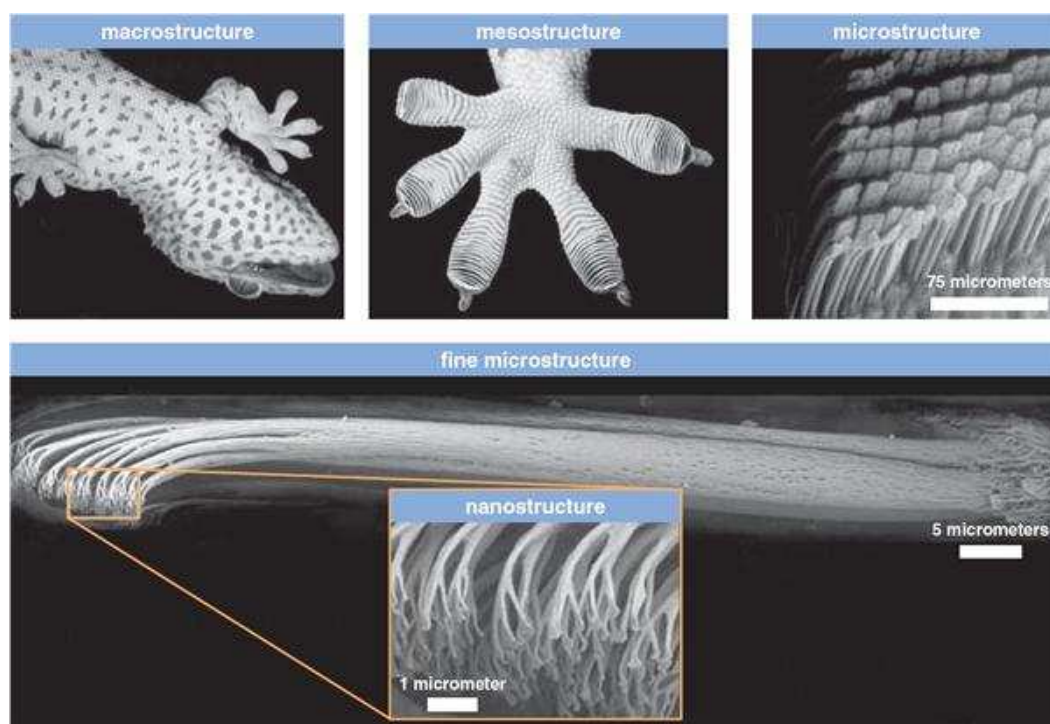 macrostructure
mesostructure
microstructure
75 micrometers
fine microstructure
nanostructure
5 micrometers
1 micrometer